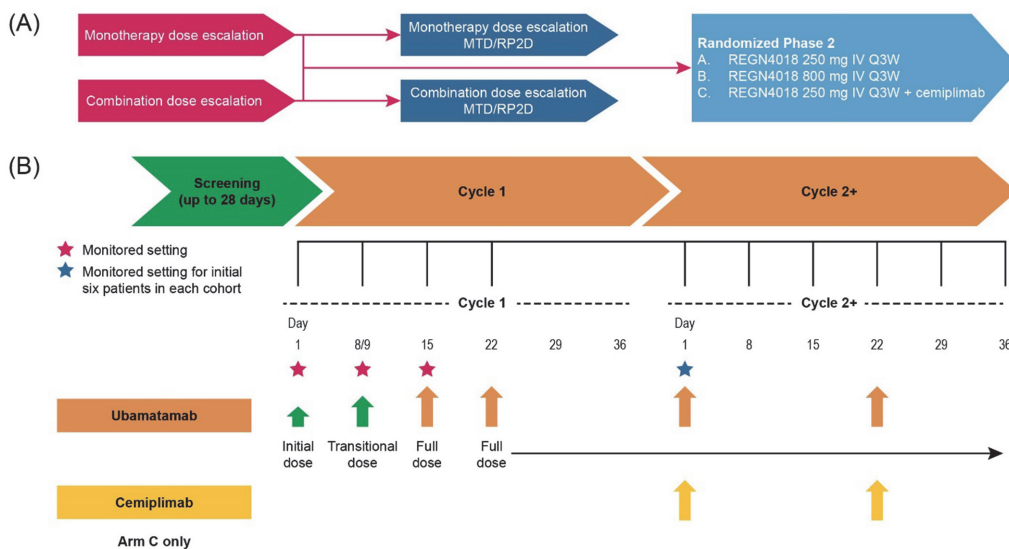 (A)
Monotherapy dose escalation
Monotherapy dose escalation
MTD/RP2D
Combination dose escalation
Combination dose escalation
MTD/RP2D
Randomized Phase 2
A. REGN4018 250 mg IV Q3W
B. REGN4018 800 mg IV Q3W
C. REGN4018 250 mg IV Q3W + cemiplimab
(B)
Screening
(up to 28 days)
Cycle 1
Cycle 2+
Monitored setting
Monitored setting for initial
six patients in each cohort
Cycle 1
Cycle 2+
Day
Day
1 8/9 15 22 29 36
1 8 15 22 29 36
Ubamatamab
Initial
dose
Transitional
dose
Full
dose
Full
dose
Cemiplimab
Arm C only